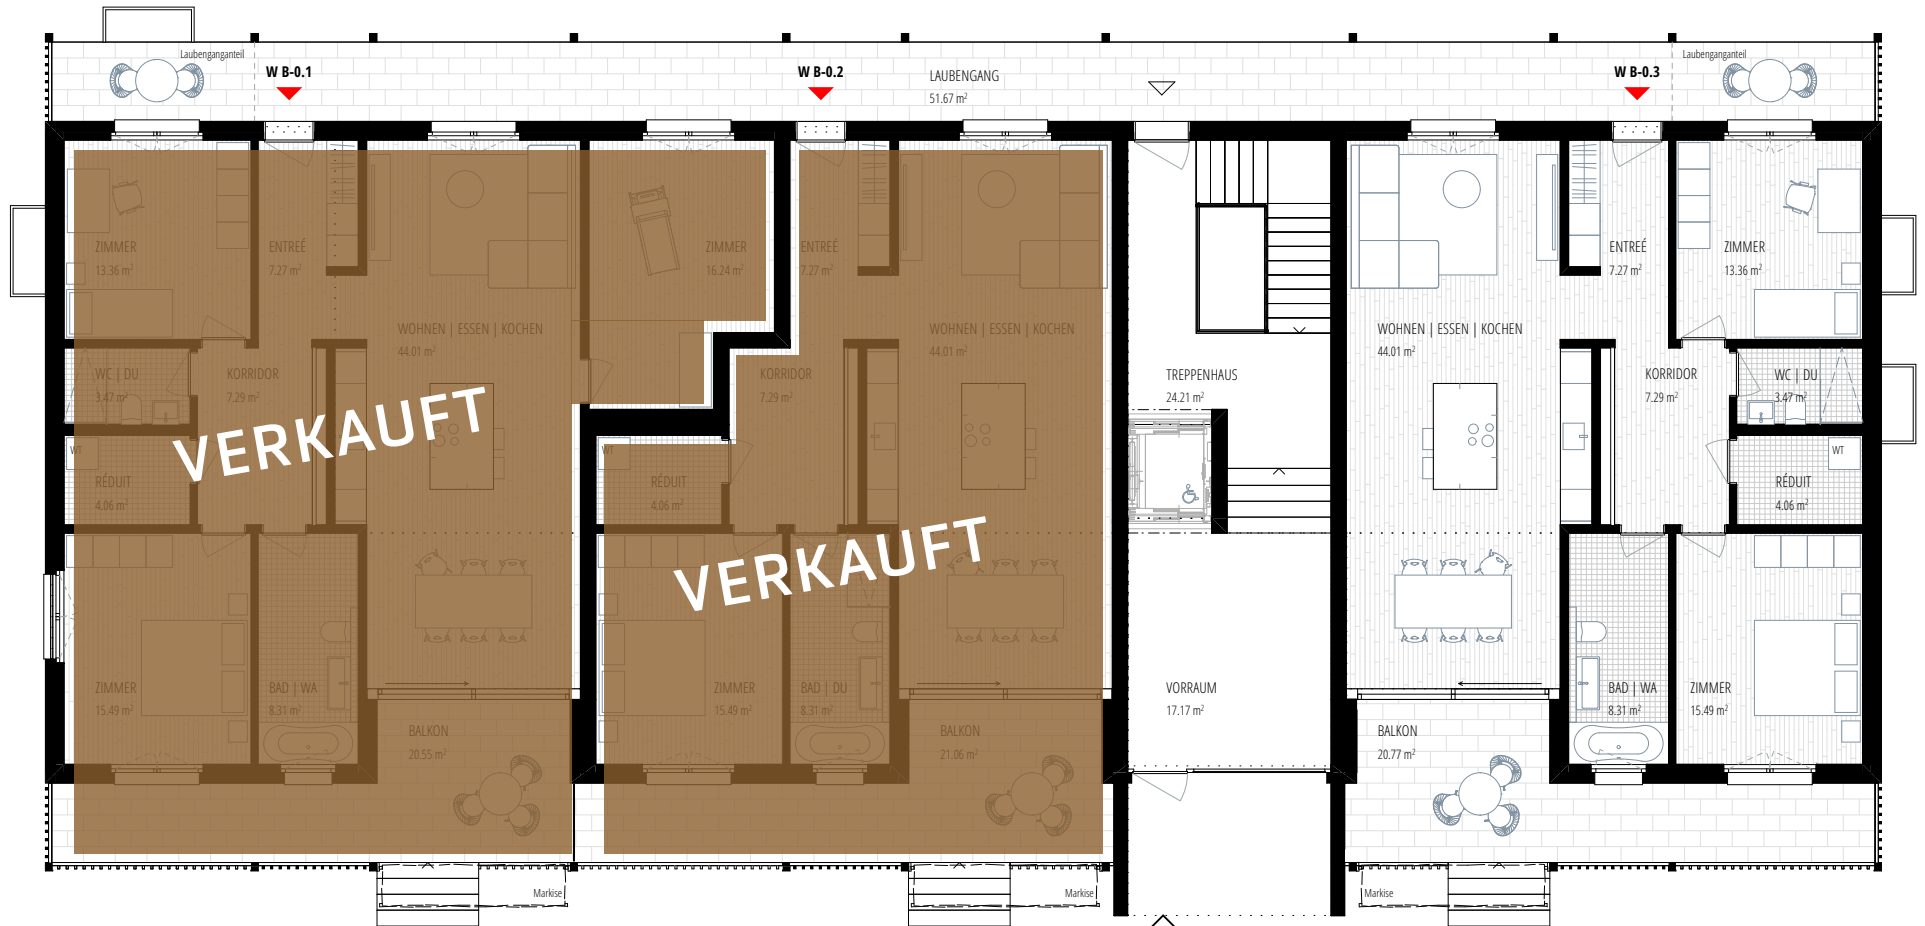 Laubenganganteil
W B-0.1
W B-0.2
LAUBENGANG
51.67 m²
W B-0.3
Laubenganganteil
ZIMMER
13.36 m²
ENTREÉ
7.27 m²
WOHNEN | ESSEN | KOCHEN
44.01 m²
ZIMMER
16.24 m²
WC | DU
3.47 m²
KORRIDOR
7.29 m²
WT
RÉDUIT
4.06 m²
ZIMMER
15.49 m²
BAD | WA
8.31 m²
BALKON
20.55 m²
Markise
VERKAUFT
ENTREÉ
7.27 m²
WOHNEN | ESSEN | KOCHEN
44.01 m²
KORRIDOR
7.29 m²
WT
RÉDUIT
4.06 m²
ZIMMER
15.49 m²
BAD | DU
8.31 m²
BALKON
21.06 m²
Markise
VERKAUFT
TREPPENHAUS
24.21 m²
VORRAUM
17.17 m²
WOHNEN | ESSEN | KOCHEN
44.01 m²
ENTREÉ
7.27 m²
ZIMMER
13.36 m²
KORRIDOR
7.29 m²
WC | DU
3.47 m²
WT
RÉDUIT
4.06 m²
BAD | WA
8.31 m²
ZIMMER
15.49 m²
BALKON
20.77 m²
Markise